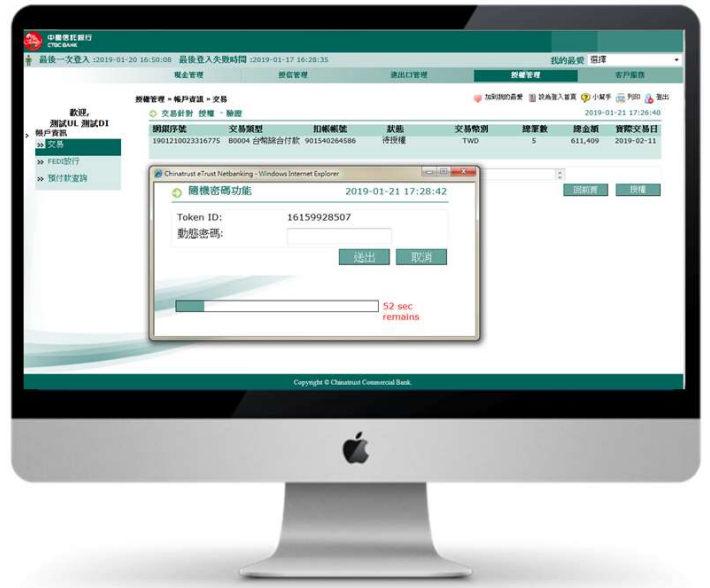 中國信託銀行
CTBC BANK
最後一次登入 :2019-01-20 16:50:08 最後登入失敗時間 :2019-01-17 16:28:35 我的最愛 選擇
現金管理 授信管理 進出口管理 授權管理 客戶服務
授權管理 » 帳戶資訊 » 交易 加到我的最愛 設為登入首頁 小幫手 列印 登出
歡迎,
測試UL 測試DI
帳戶資訊
» 交易
» FEDI放行
» 預付款查詢
交易針對 授權 - 驗證 2019-01-21 17:26:40
網銀序號 交易類型 扣帳帳號 狀態 交易幣別 總筆數 總金額 實際交易日
1901210023316775 B0004 台幣綜合付款 901540264586 待授權 TWD 5 611,409 2019-02-11
回前頁 授權
Chinatrust eTrust Netbanking - Windows Internet Explorer
隨機密碼功能 2019-01-21 17:28:42
Token ID: 16159928507
動態密碼:
送出 取消
52 sec
remains
Copyright © Chinatrust Commercial Bank.